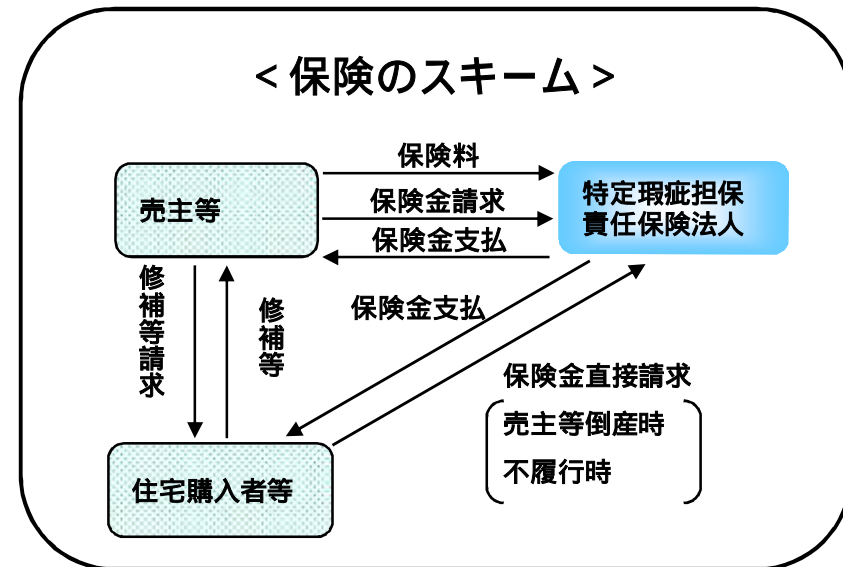 <保険のスキーム>
保険料
売主等
保険金請求
特定瑕疵担保
責任保険法人
保険金支払
修補等請求
修補等
保険金支払
保険金直接請求
売主等倒産時
不履行時
住宅購入者等